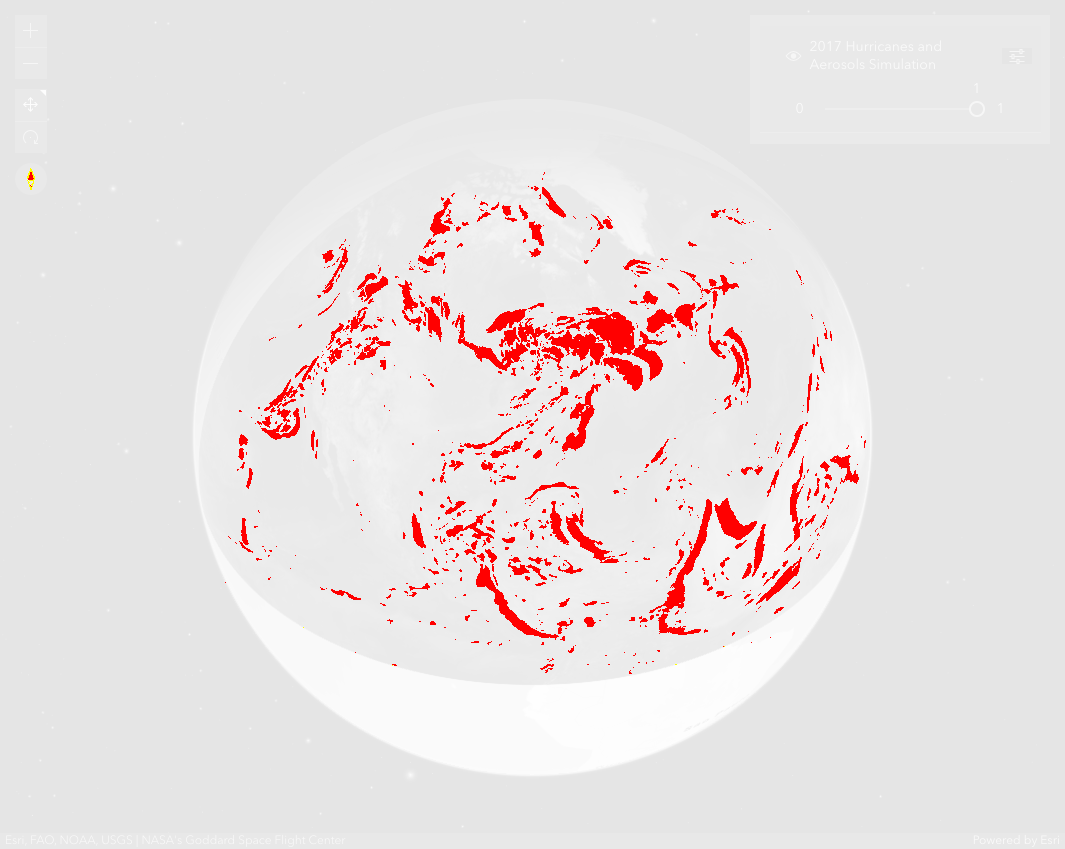 2017 Hurricanes and
Aerosols Simulation
1
0
1
Esri, FAO, NOAA, USGS | NASA's Goddard Space Flight Center
Powered by Esri